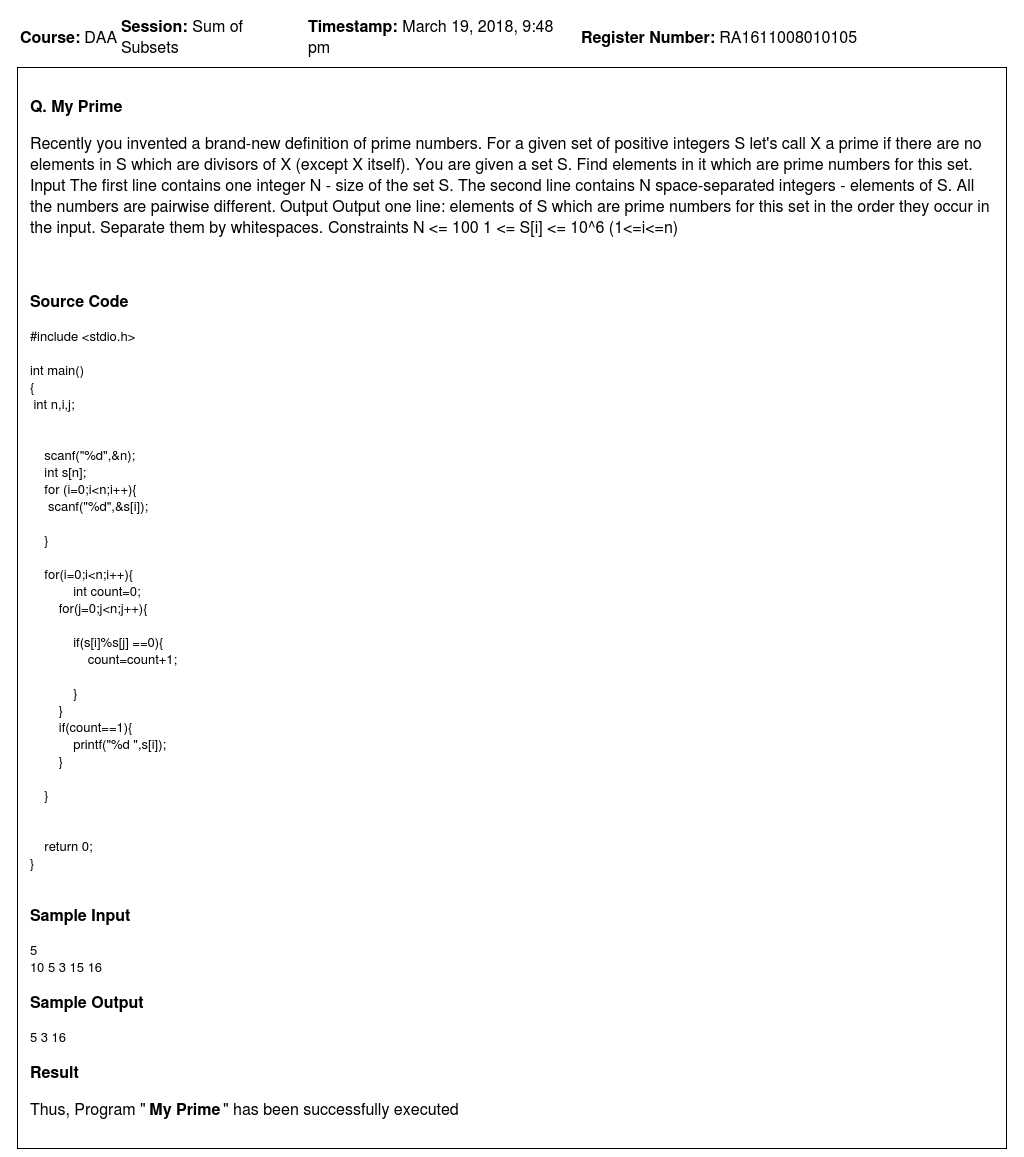 Course: DAA Session: Sum of Subsets Timestamp: March 19, 2018, 9:48 pm Register Number: RA1611008010105
Q. My Prime
Recently you invented a brand-new definition of prime numbers. For a given set of positive integers S let's call X a prime if there are no
elements in S which are divisors of X (except X itself). You are given a set S. Find elements in it which are prime numbers for this set.
Input The first line contains one integer N - size of the set S. The second line contains N space-separated integers - elements of S. All
the numbers are pairwise different. Output Output one line: elements of S which are prime numbers for this set in the order they occur in
the input. Separate them by whitespaces. Constraints N <= 100 1 <= S[i] <= 10^6 (1<=i<=n)
Source Code
#include <stdio.h>
int main()
{
int n,i,j;
scanf("%d",&n);
int s[n];
for (i=0;i<n;i++){
scanf("%d",&s[i]);
}
for(i=0;i<n;i++){
int count=0;
for(j=0;j<n;j++){
if(s[i]%s[j] ==0){
count=count+1;
}
}
if(count==1){
printf("%d ",s[i]);
}
}
return 0;
}
Sample Input
5
10 5 3 15 16
Sample Output
5 3 16
Result
Thus, Program " My Prime " has been successfully executed